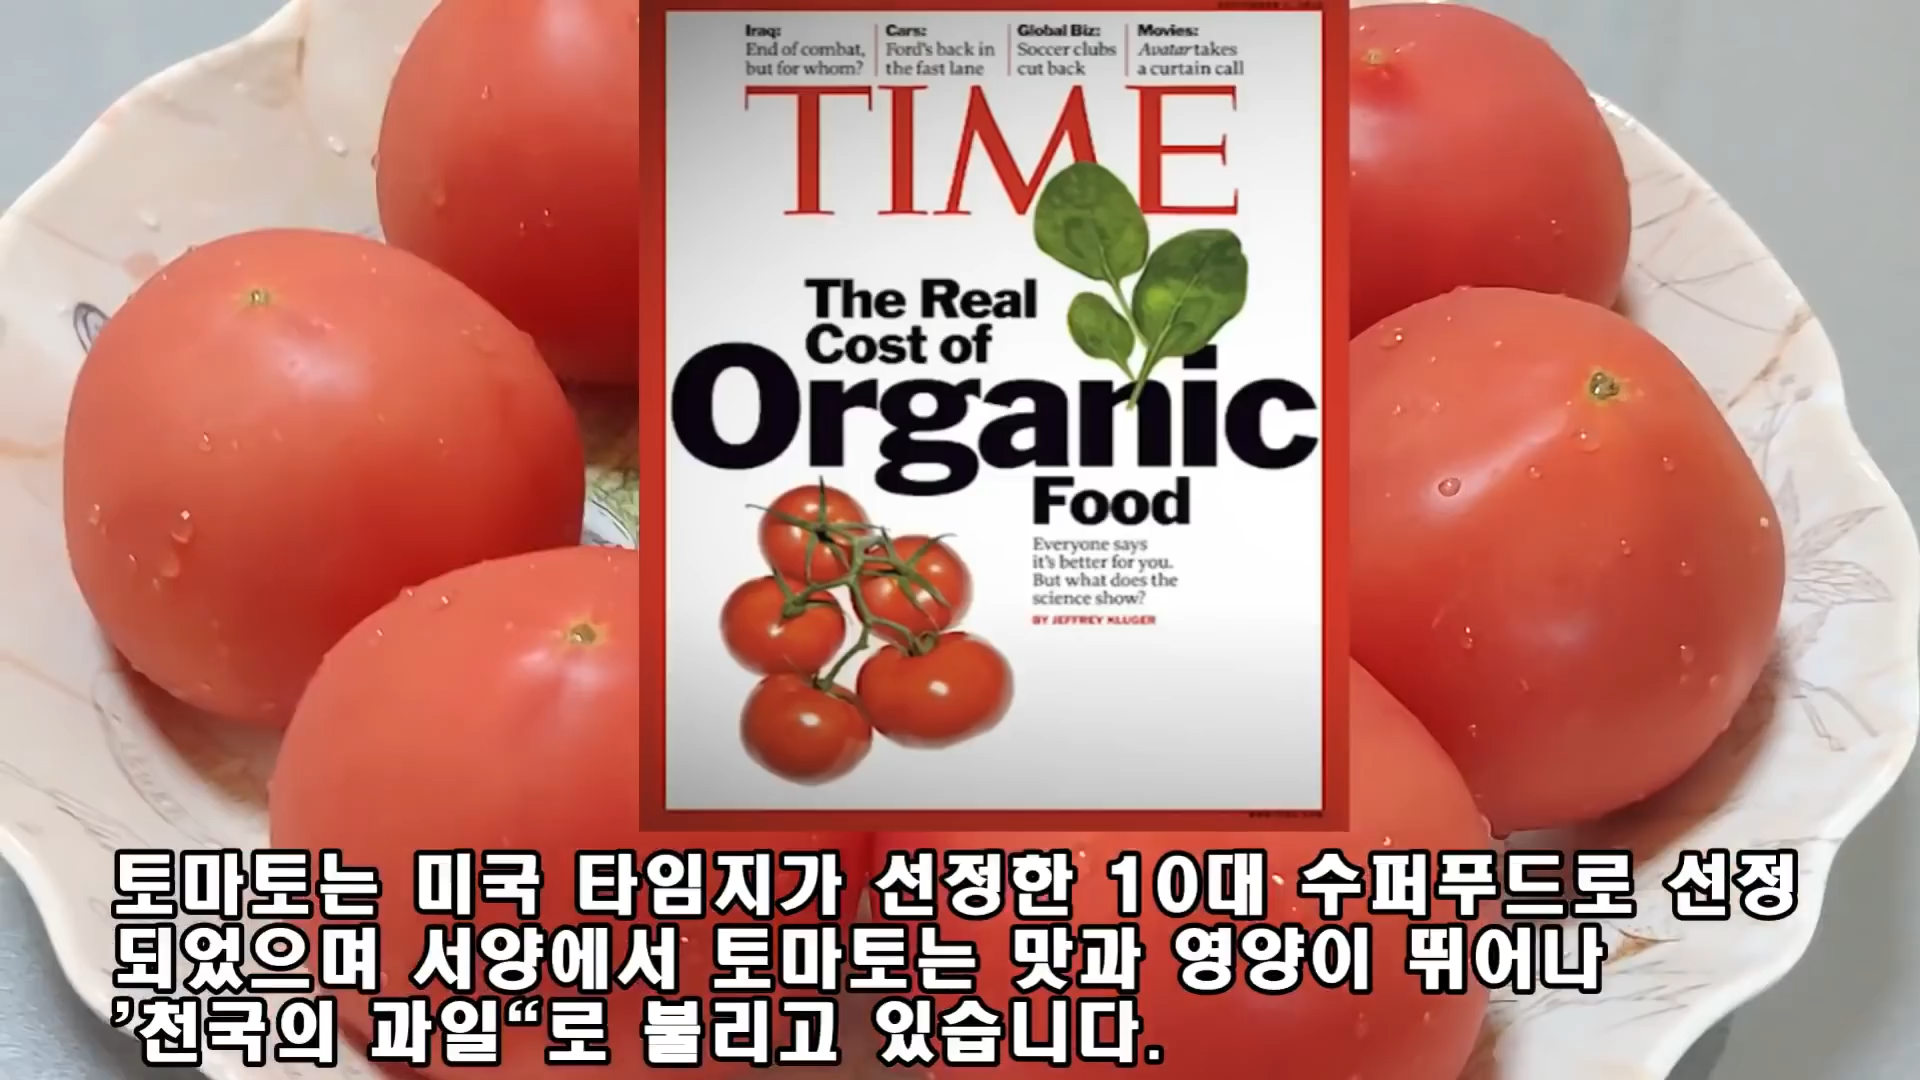 Iraq:
End of combat,
but for whom?
Cars:
Ford's back in
the fast lane
Global Biz:
Soccer clubs
cut back
Movies:
Avatar takes
a curtain call
TIME
The Real
Cost of
Organic
Food
Everyone says
it's better for you.
But what does the
science show?
BY JEFFREY KLUGER
토마토는 미국 타임지가 선정한 10대 수퍼푸드로 선정
되었으며 서양에서 토마토는 맛과 영양이 뛰어나
’천국의 과일“로 불리고 있습니다.